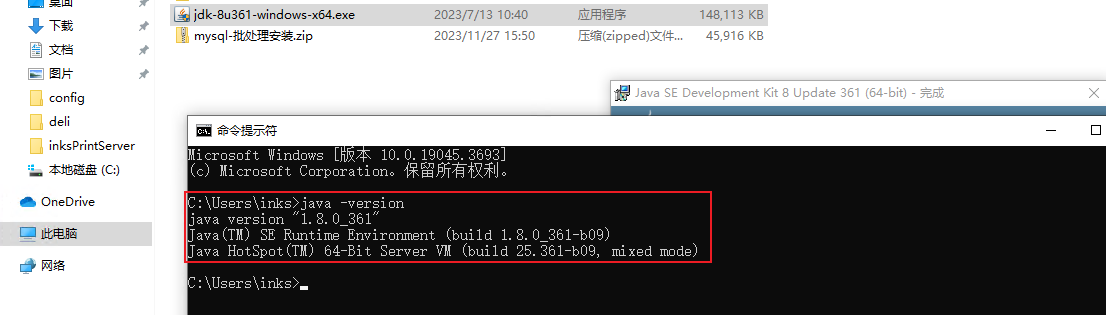 桌面
下载
文档
图片
config
deli
inksPrintServer
本地磁盘 (C:)
OneDrive
此电脑
网络
jdk-8u361-windows-x64.exe 2023/7/13 10:40 应用程序 148,113 KB
mysql-批处理安装.zip 2023/11/27 15:50 压缩(zipped)文件... 45,916 KB
Java SE Development Kit 8 Update 361 (64-bit) - 完成
命令提示符
Microsoft Windows [版本 10.0.19045.3693]
(c) Microsoft Corporation。保留所有权利。
C:\Users\inks>java -version
java version "1.8.0_361"
Java(TM) SE Runtime Environment (build 1.8.0_361-b09)
Java HotSpot(TM) 64-Bit Server VM (build 25.361-b09, mixed mode)
C:\Users\inks>